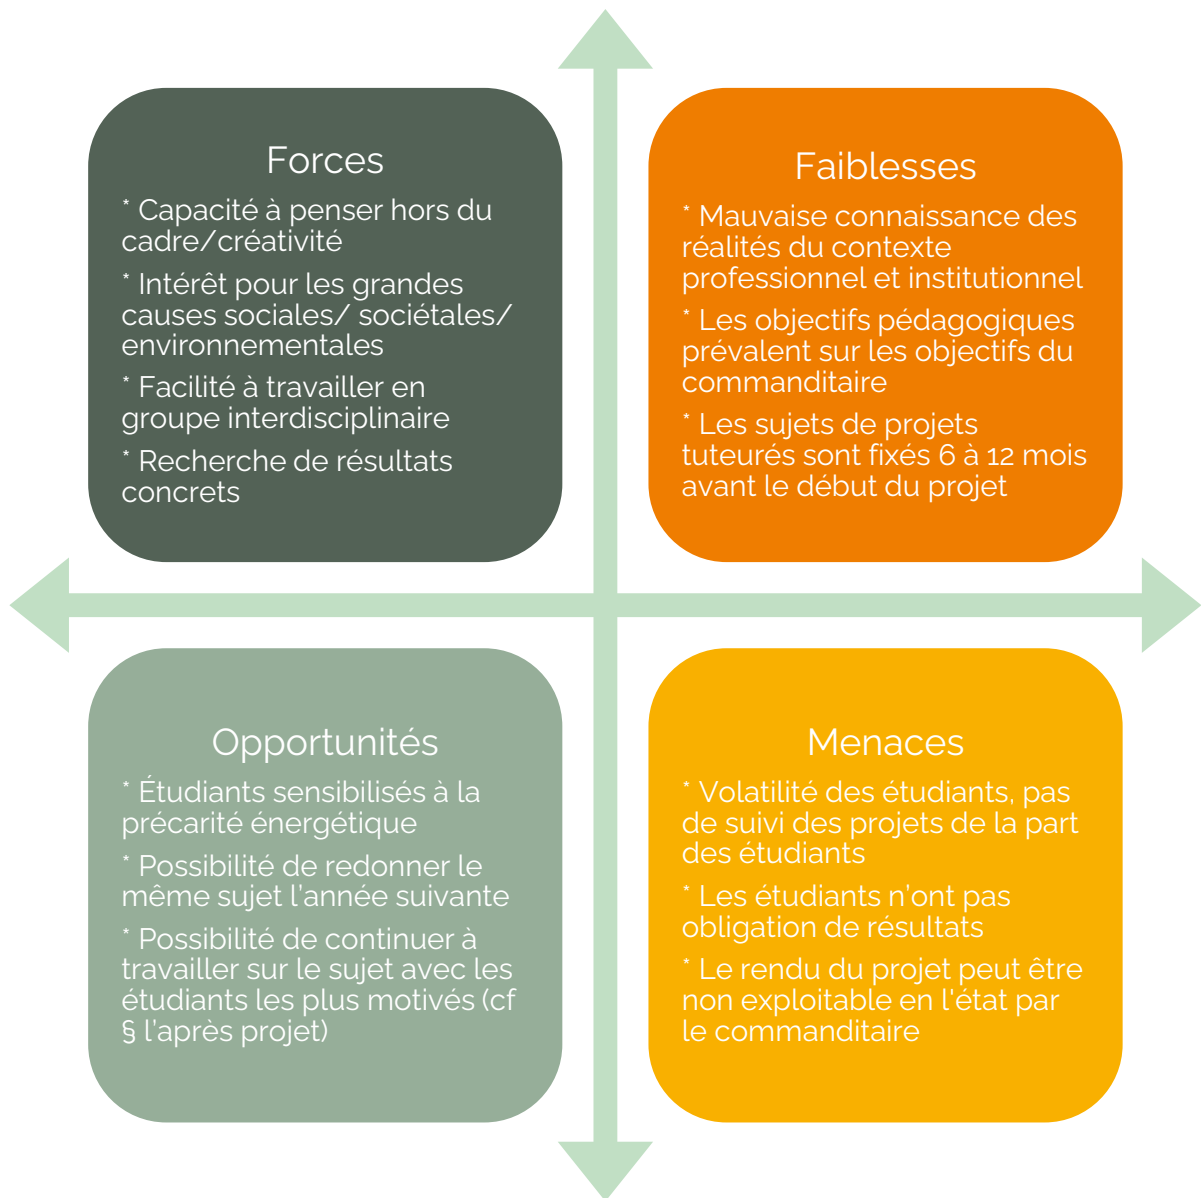 Forces
* Capacité à penser hors du
cadre/créativité
* Intérêt pour les grandes
causes sociales/ sociétales/
environnementales
* Facilité à travailler en
groupe interdisciplinaire
* Recherche de résultats
concrets
Faiblesses
* Mauvaise connaissance des
réalités du contexte
professionnel et institutionnel
* Les objectifs pédagogiques
prévalent sur les objectifs du
commanditaire
* Les sujets de projets
tuteurés sont fixés 6 à 12 mois
avant le début du projet
Opportunités
* Étudiants sensibilisés à la
précarité énergétique
* Possibilité de redonner le
même sujet l'année suivante
* Possibilité de continuer à
travailler sur le sujet avec les
étudiants les plus motivés (cf
§ l'après projet)
Menaces
* Volatilité des étudiants, pas
de suivi des projets de la part
des étudiants
* Les étudiants n'ont pas
obligation de résultats
* Le rendu du projet peut être
non exploitable en l'état par
le commanditaire